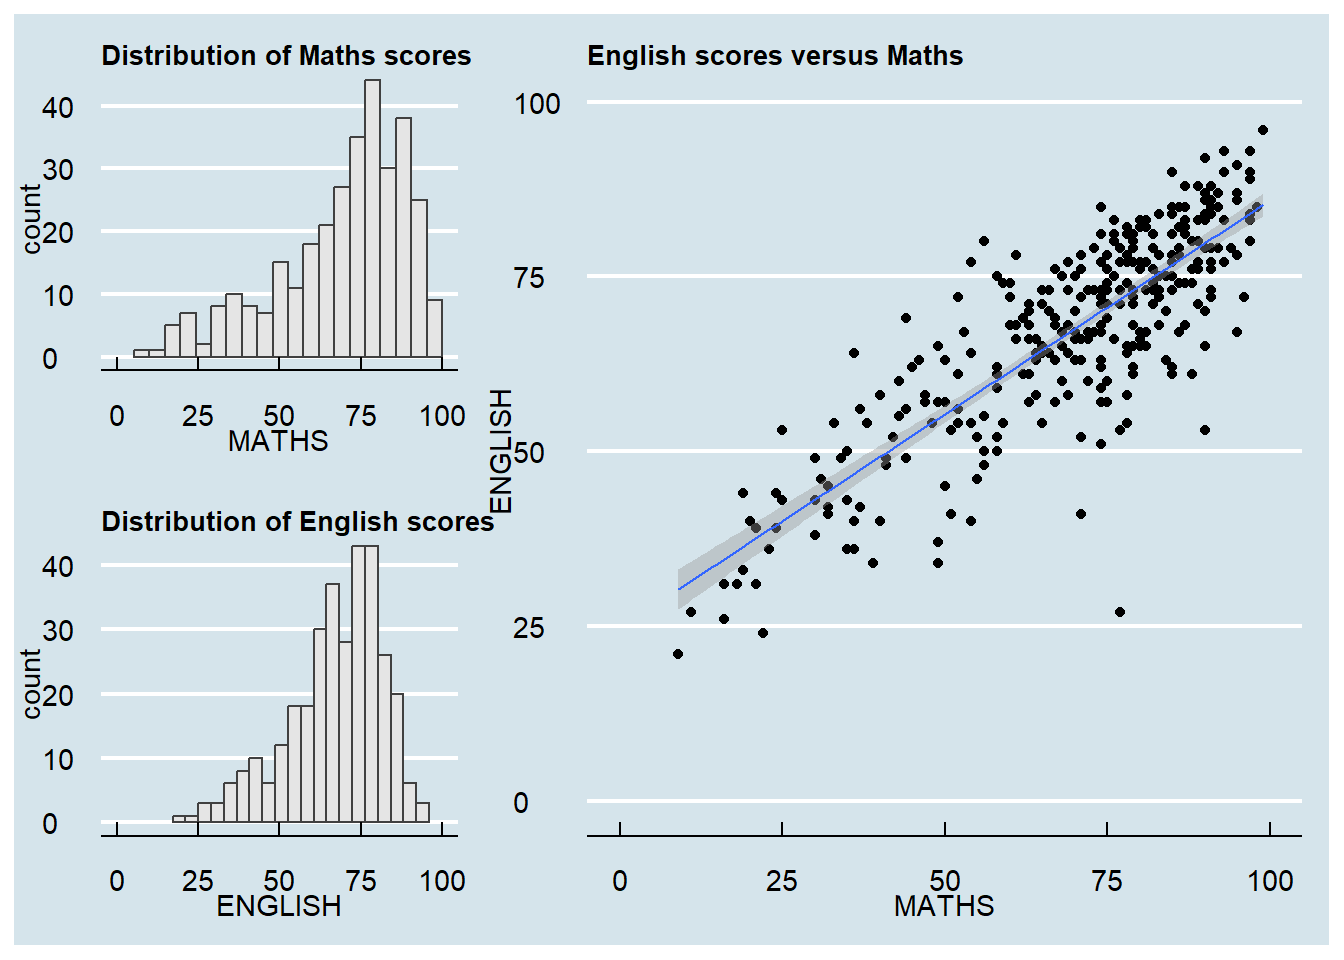 Distribution of Maths scores
40
30
20
10
0
count
0 25 50 75 100
MATHS
Distribution of English scores
40
30
20
10
0
count
0 25 50 75 100
ENGLISH
English scores versus Maths
100
75
50
25
0
ENGLISH
0 25 50 75 100
MATHS